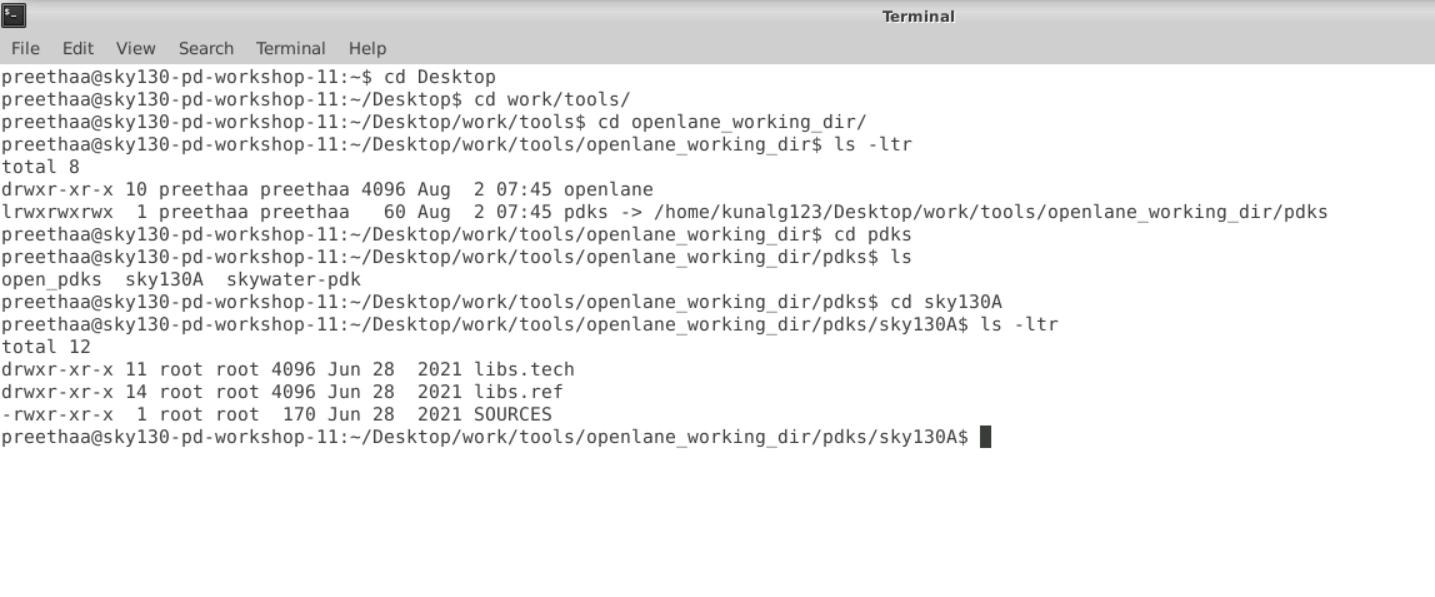 Terminal
File Edit View Search Terminal Help
preethaa@sky130-pd-workshop-11:~$ cd Desktop
preethaa@sky130-pd-workshop-11:~/Desktop$ cd work/tools/
preethaa@sky130-pd-workshop-11:~/Desktop/work/tools$ cd openlane_working_dir/
preethaa@sky130-pd-workshop-11:~/Desktop/work/tools/openlane_working_dir$ ls -ltr
total 8
drwxr-xr-x 10 preethaa preethaa 4096 Aug  2 07:45 openlane
lrwxrwxrwx  1 preethaa preethaa   60 Aug  2 07:45 pdks -> /home/kunalg123/Desktop/work/tools/openlane_working_dir/pdks
preethaa@sky130-pd-workshop-11:~/Desktop/work/tools/openlane_working_dir$ cd pdks
preethaa@sky130-pd-workshop-11:~/Desktop/work/tools/openlane_working_dir/pdks$ ls
open_pdks  sky130A  skywater-pdk
preethaa@sky130-pd-workshop-11:~/Desktop/work/tools/openlane_working_dir/pdks$ cd sky130A
preethaa@sky130-pd-workshop-11:~/Desktop/work/tools/openlane_working_dir/pdks/sky130A$ ls -ltr
total 12
drwxr-xr-x 11 root root 4096 Jun 28  2021 libs.tech
drwxr-xr-x 14 root root 4096 Jun 28  2021 libs.ref
-rwxr-xr-x  1 root root  170 Jun 28  2021 SOURCES
preethaa@sky130-pd-workshop-11:~/Desktop/work/tools/openlane_working_dir/pdks/sky130A$